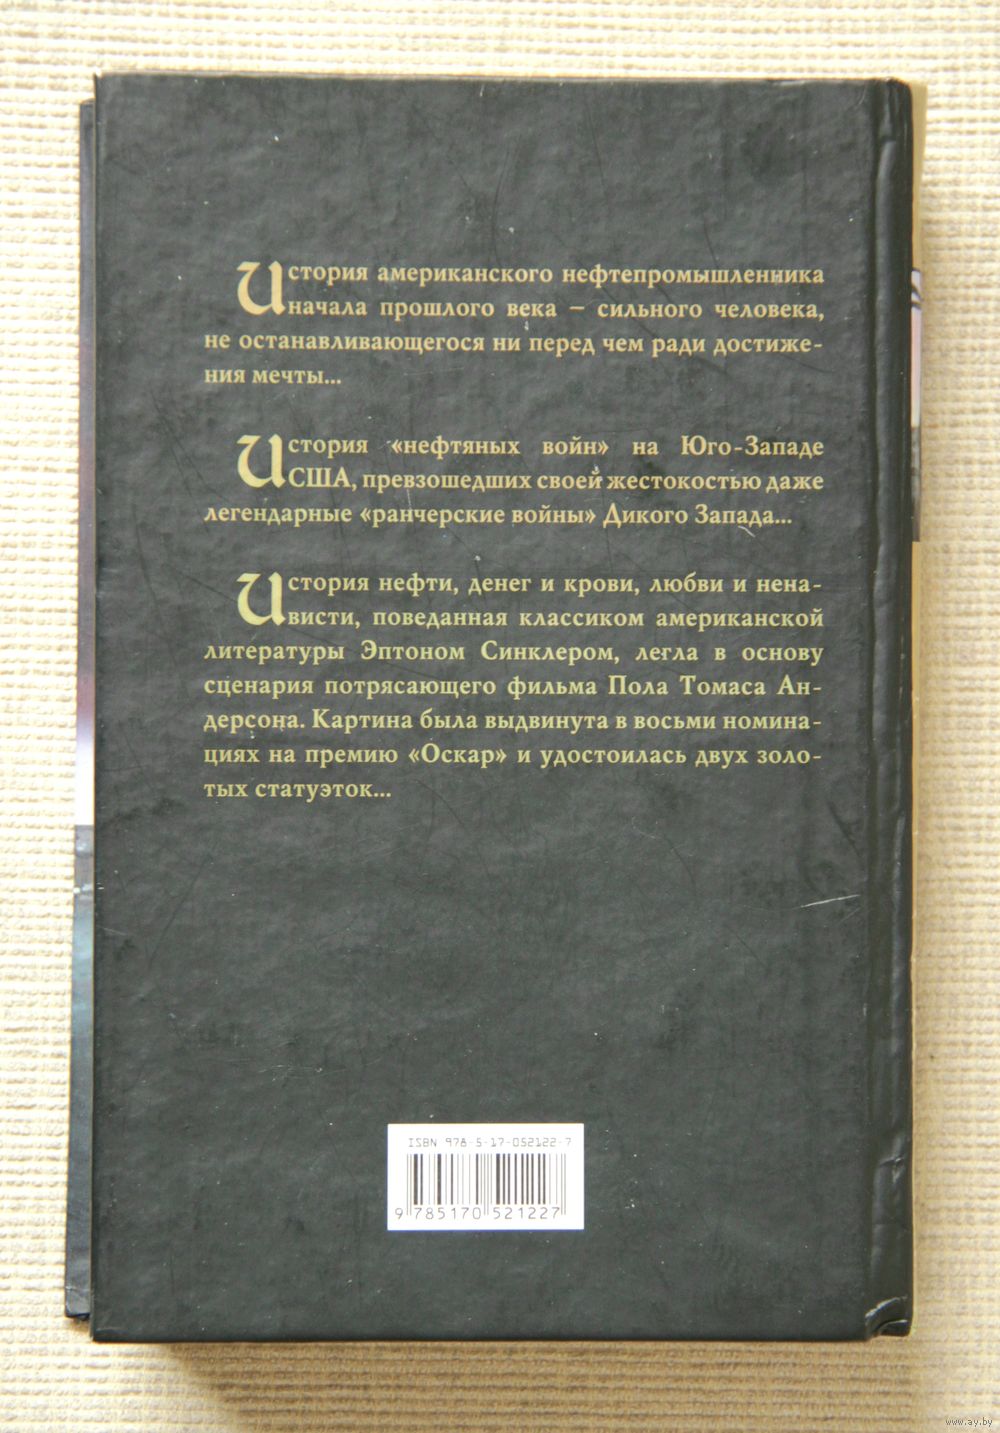 История американского нефтепромышленника
начала прошлого века – сильного человека,
не останавливающегося ни перед чем ради достиже-
ния мечты...
История «нефтяных войн» на Юго-Западе
США, превзошедших своей жестокостью даже
легендарные «ранчерские войны» Дикого Запада...
История нефти, денег и крови, любви и нена-
висти, поведанная классиком американской
литературы Эптоном Синклером, легла в основу
сценария потрясающего фильма Пола Томаса Ан-
дерсона. Картина была выдвинута в восьми номина-
циях на премию «Оскар» и удостоилась двух золо-
тых статуэток...
ISBN 978-5-17-052122-7
9 785170 521227
www.ay.by